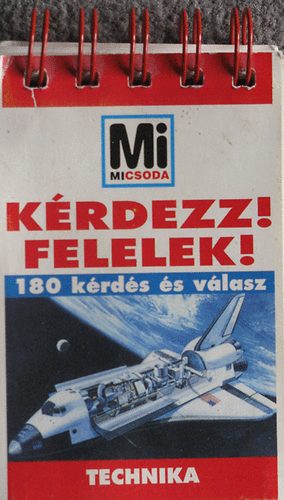 Mi
MICSODA
KÉRDEZZ!
FELELEK!
180 kérdés és válasz
TECHNIKA